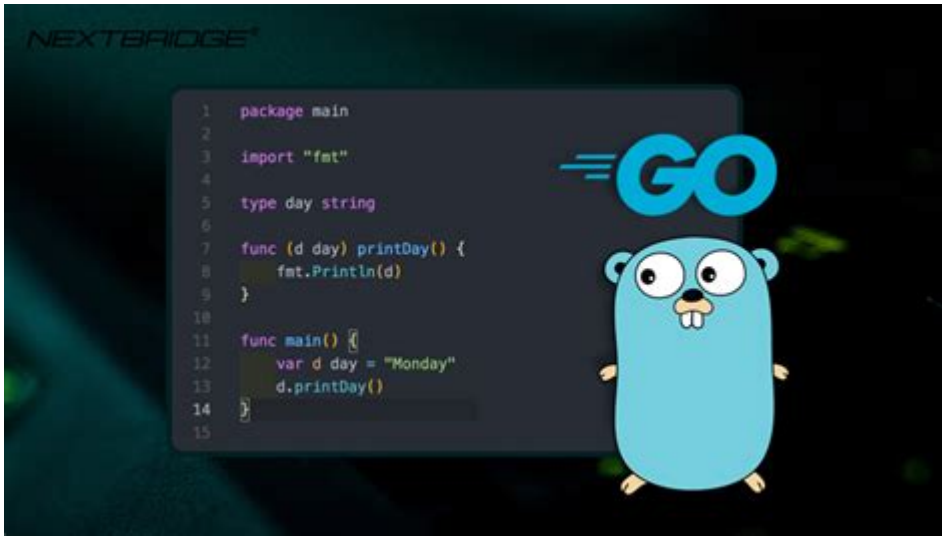 NEXTBRIDGE®
1 package main
2
3 import "fmt"
4
5 type day string
6
7 func (d day) printDay() {
8     fmt.Println(d)
9 }
10
11 func main() {
12     var d day = "Monday"
13     d.printDay()
14 }
15
GO